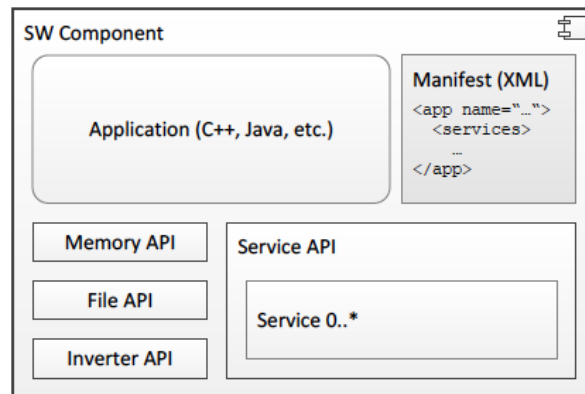 SW Component
Application (C++, Java, etc.)
Manifest (XML)
<app name="…">
<services>
…
</app>
Memory API
File API
Inverter API
Service API
Service 0..*